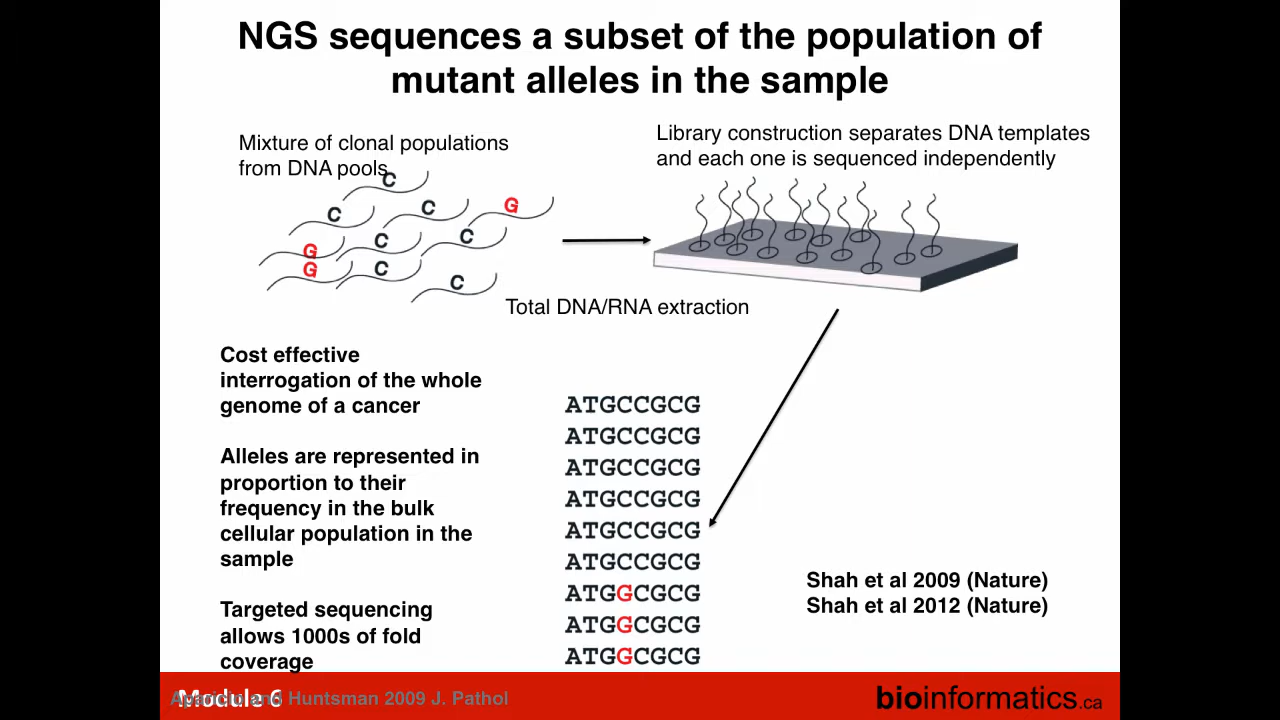 NGS sequences a subset of the population of
mutant alleles in the sample
Mixture of clonal populations
from DNA pools
Library construction separates DNA templates
and each one is sequenced independently
C
C
C
G
G
C
C
G
C
C
Total DNA/RNA extraction
Cost effective
interrogation of the whole
genome of a cancer
Alleles are represented in
proportion to their
frequency in the bulk
cellular population in the
sample
Targeted sequencing
allows 1000s of fold
coverage
ATGCCGCG
ATGCCGCG
ATGCCGCG
ATGCCGCG
ATGCCGCG
ATGCCGCG
ATGGCGCG
ATGGCGCG
ATGGCGCG
Shah et al 2009 (Nature)
Shah et al 2012 (Nature)
Module 6
and Huntsman 2009 J. Pathol
bioinformatics.ca